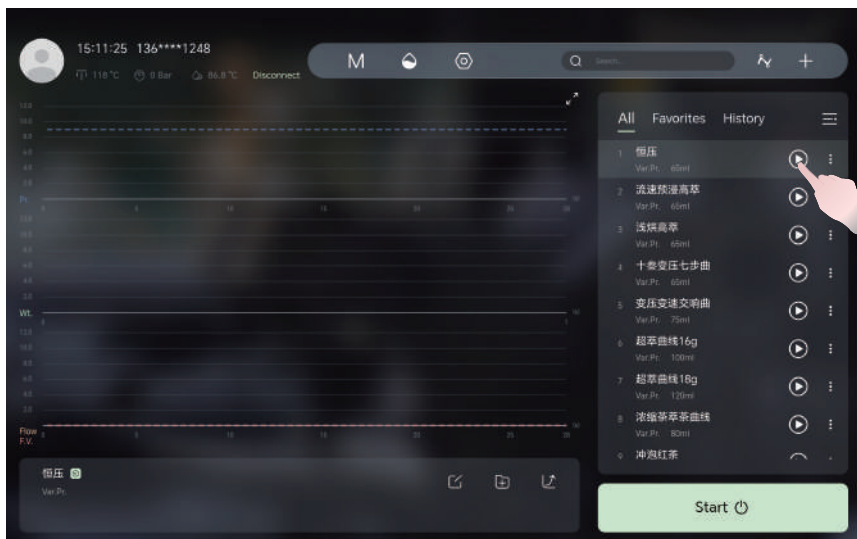 15:11:25 136****1248
118°C 0 Bar 86.8°C Disconnect
M
Search...
All Favorites History
1 恒压
Var.Pr. 65ml
2 流速预浸高萃
Var.Pr. 65ml
3 浅烘高萃
Var.Pr. 65ml
4 十叁变压七步曲
Var.Pr. 65ml
5 变压变速交响曲
Var.Pr. 75ml
6 超萃曲线16g
Var.Pr. 100ml
7 超萃曲线18g
Var.Pr. 120ml
8 浓缩茶萃茶曲线
Var.Pr. 80ml
9 冲泡红茶
Pr.
Wt.
Flow
F.V.
恒压
Var.Pr.
Start